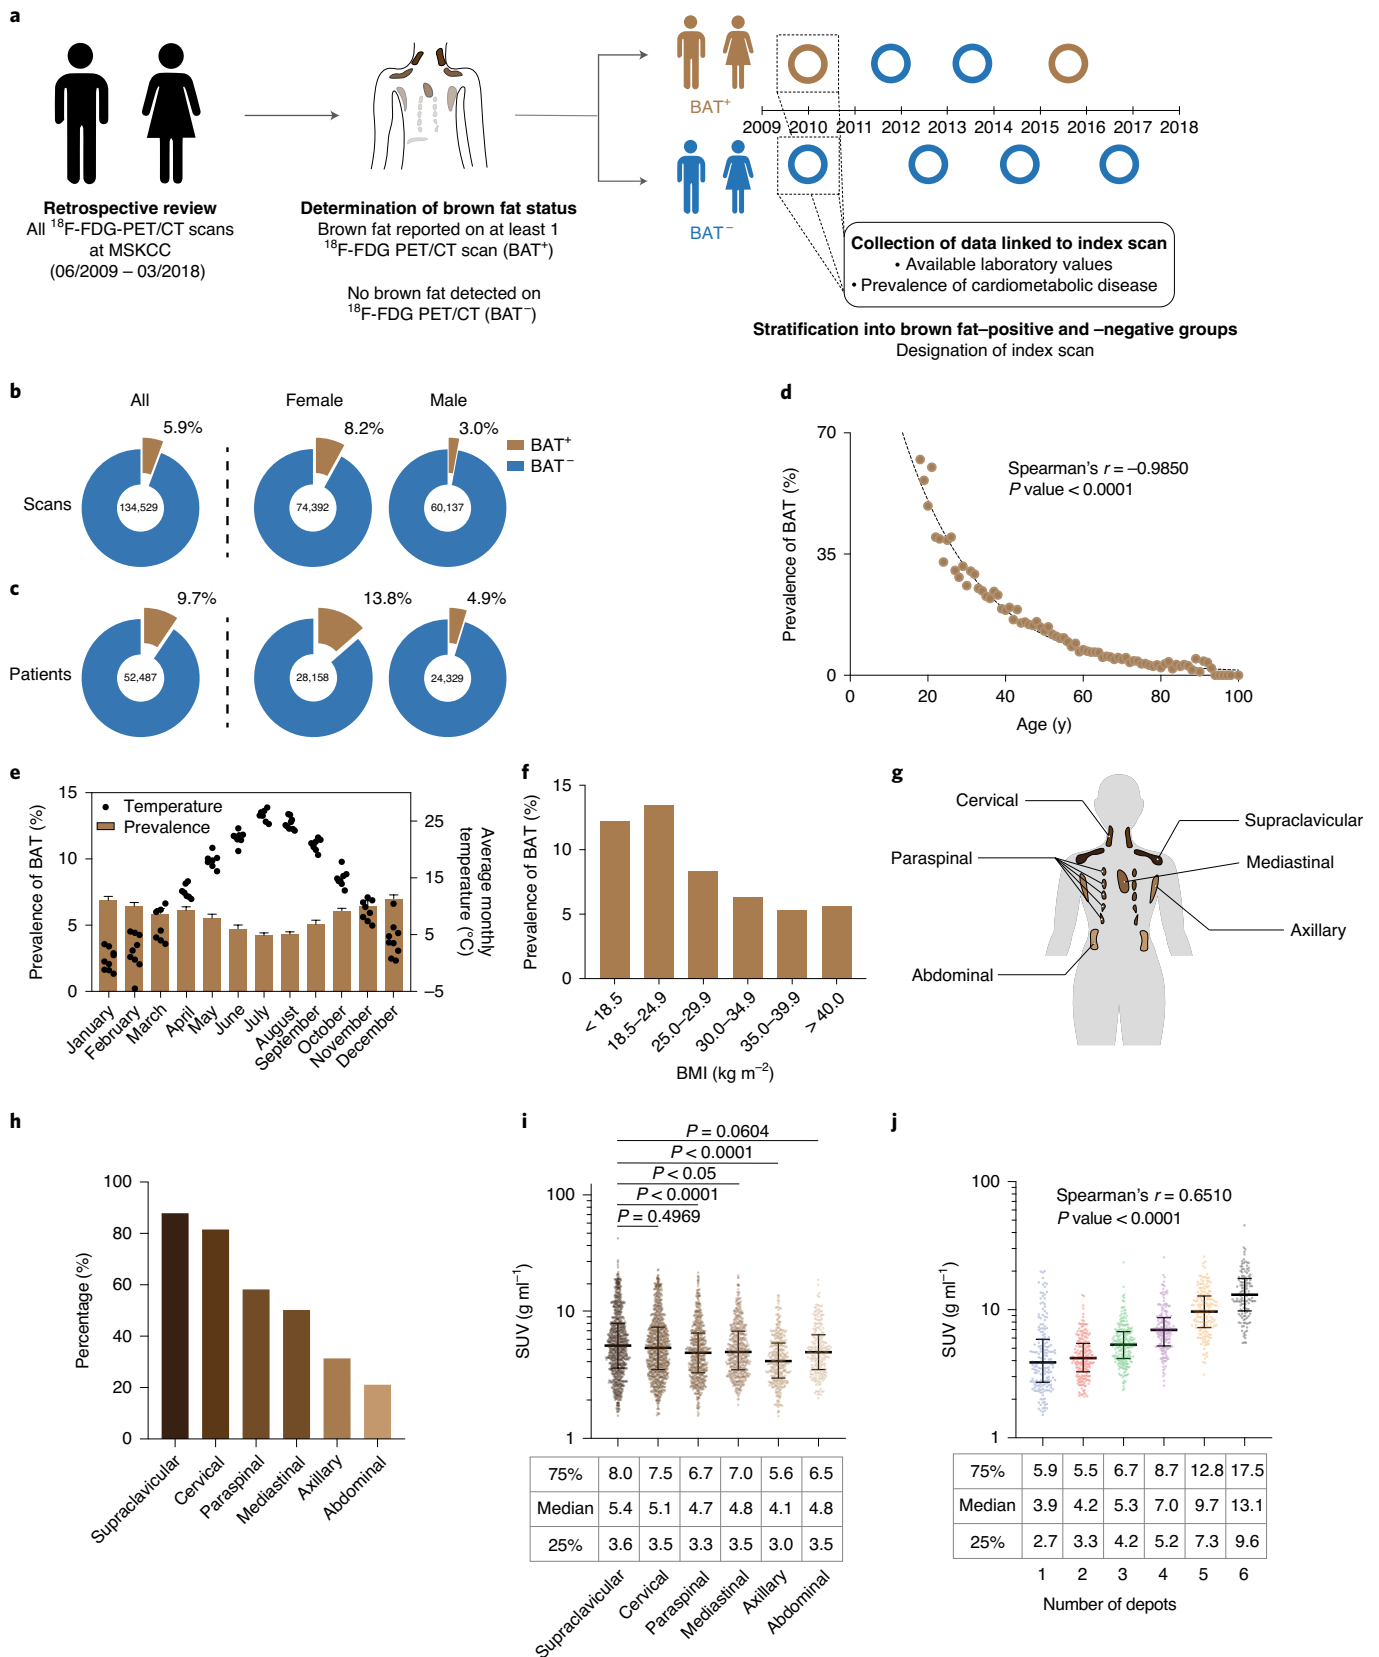 a
BAT⁺
2009 2010 2011 2012 2013 2014 2015 2016 2017 2018
BAT⁻
Retrospective review
All ¹⁸F-FDG-PET/CT scans
at MSKCC
(06/2009 – 03/2018)
Determination of brown fat status
Brown fat reported on at least 1
¹⁸F-FDG PET/CT scan (BAT⁺)
No brown fat detected on
¹⁸F-FDG PET/CT (BAT⁻)
Collection of data linked to index scan
• Available laboratory values
• Prevalence of cardiometabolic disease
Stratification into brown fat–positive and –negative groups
Designation of index scan
b
All
Female
Male
5.9%
8.2%
3.0%
BAT⁺
BAT⁻
Scans
134,529
74,392
60,137
c
9.7%
13.8%
4.9%
Patients
52,487
28,158
24,329
d
Prevalence of BAT (%)
70
35
0
Spearman's r = –0.9850
P value < 0.0001
0 20 40 60 80 100
Age (y)
e
Prevalence of BAT (%)
15
10
5
0
Temperature
Prevalence
25
15
5
–5
Average monthly
temperature (°C)
January
February
March
April
May
June
July
August
September
October
November
December
f
Prevalence of BAT (%)
15
10
5
0
< 18.5
18.5–24.9
25.0–29.9
30.0–34.9
35.0–39.9
> 40.0
BMI (kg m⁻²)
g
Cervical
Supraclavicular
Paraspinal
Mediastinal
Axillary
Abdominal
h
Percentage (%)
100
80
60
40
20
0
Supraclavicular
Cervical
Paraspinal
Mediastinal
Axillary
Abdominal
i
P = 0.0604
P < 0.0001
P < 0.05
P < 0.0001
P = 0.4969
SUV (g ml⁻¹)
100
10
1
75% 8.0 7.5 6.7 7.0 5.6 6.5
Median 5.4 5.1 4.7 4.8 4.1 4.8
25% 3.6 3.5 3.3 3.5 3.0 3.5
Supraclavicular
Cervical
Paraspinal
Mediastinal
Axillary
Abdominal
j
Spearman's r = 0.6510
P value < 0.0001
SUV (g ml⁻¹)
100
10
1
75% 5.9 5.5 6.7 8.7 12.8 17.5
Median 3.9 4.2 5.3 7.0 9.7 13.1
25% 2.7 3.3 4.2 5.2 7.3 9.6
1 2 3 4 5 6
Number of depots